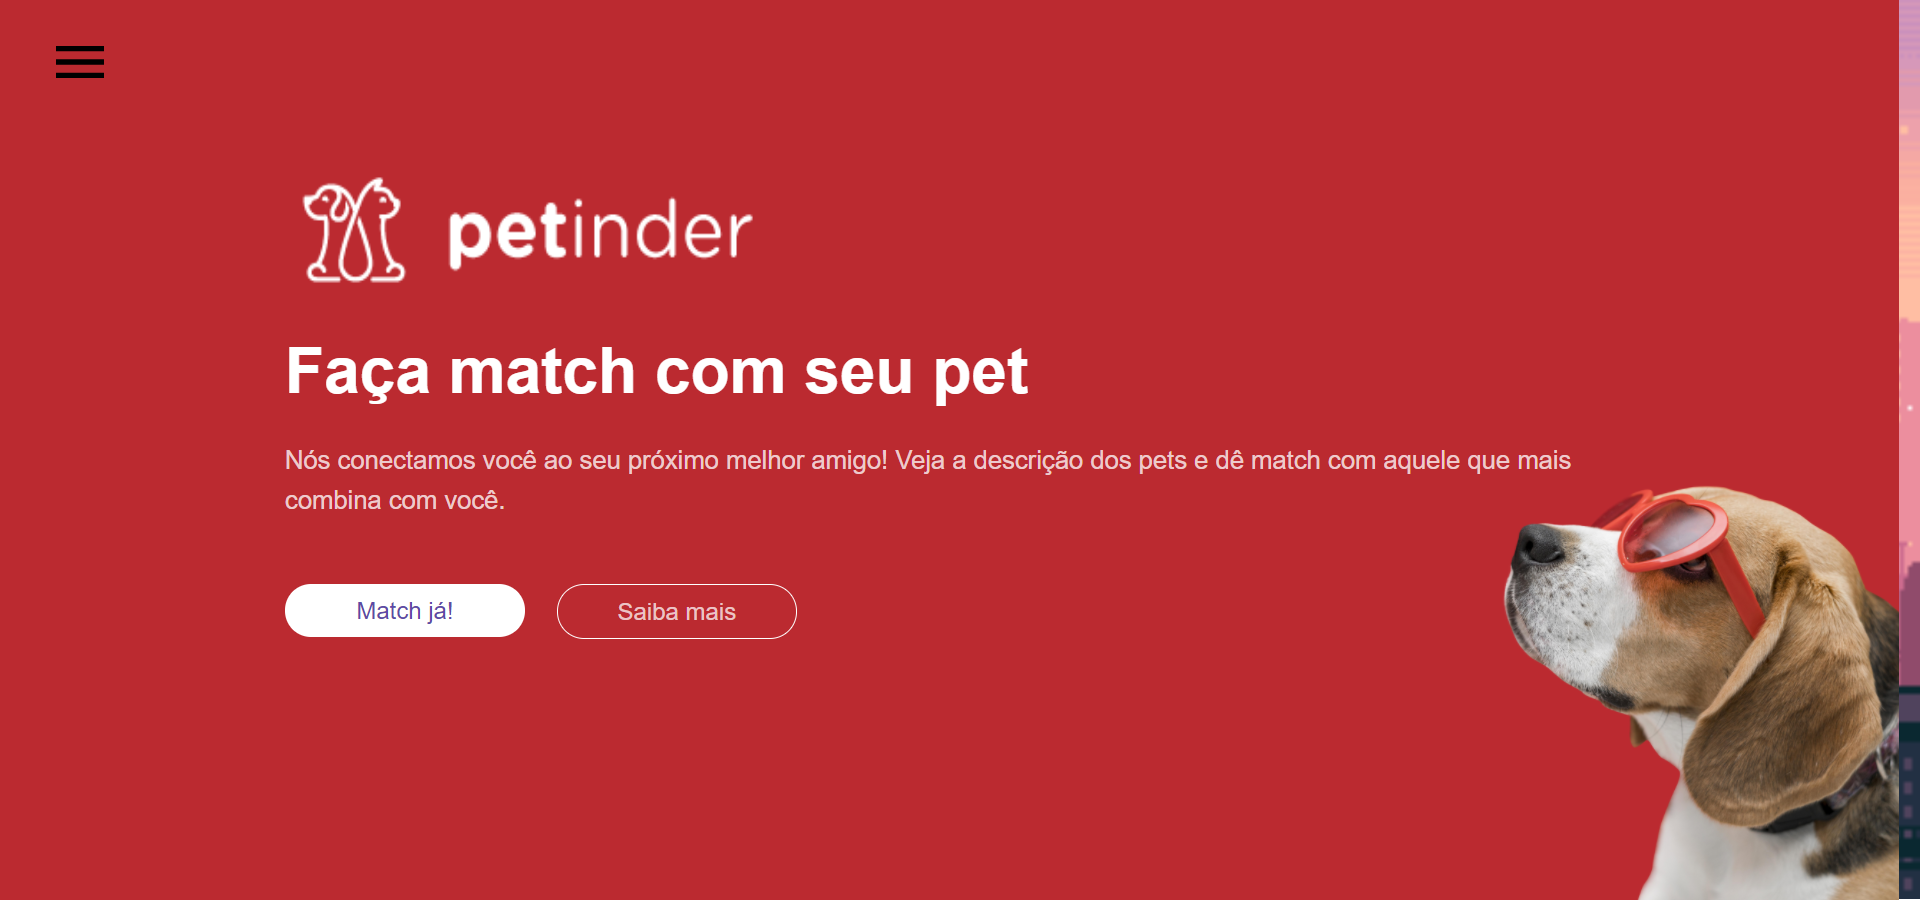 petinder
Faça match com seu pet
Nós conectamos você ao seu próximo melhor amigo! Veja a descrição dos pets e dê match com aquele que mais
combina com você.
Match já!
Saiba mais